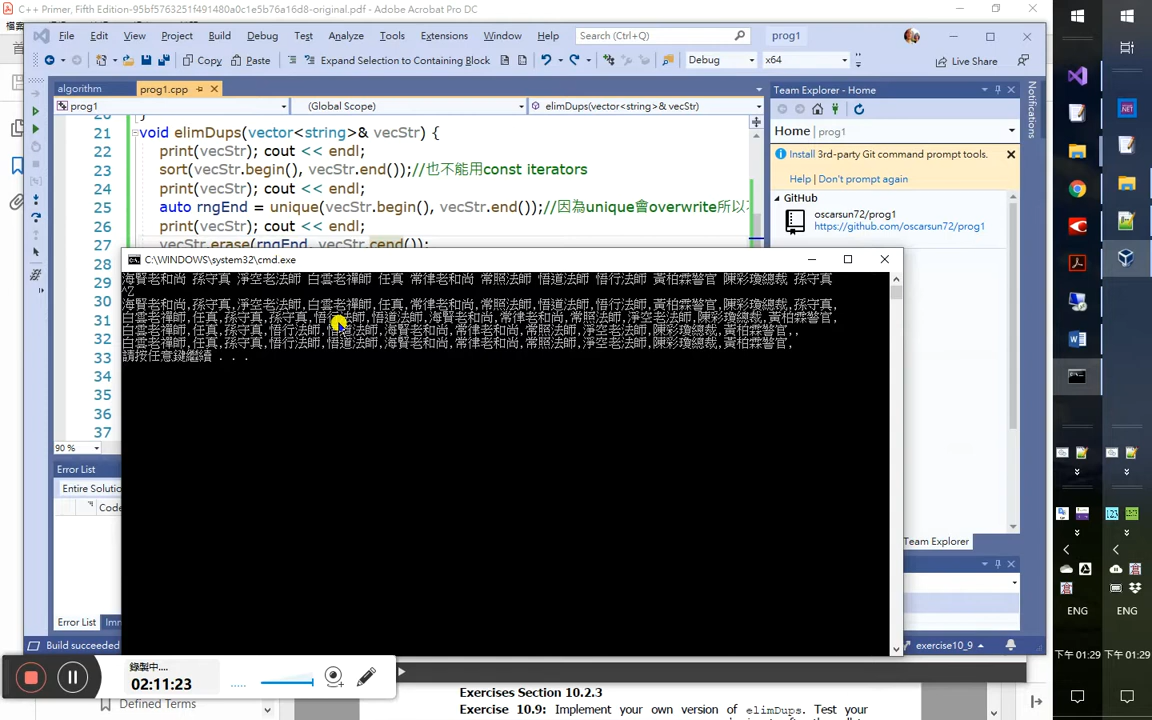 C++ Primer, Fifth Edition-95bf5763251f491480a0c1e5b76a16d8-original.pdf - Adobe Acrobat Pro DC
File Edit View Project Build Debug Test Analyze Tools Extensions Window Help Search (Ctrl+Q) prog1
Copy Paste Expand Selection to Containing Block Debug x64 Live Share
algorithm prog1.cpp
prog1 (Global Scope) elimDups(vector<string>& vecStr)
21 void elimDups(vector<string>& vecStr) {
22 print(vecStr); cout << endl;
23 sort(vecStr.begin(), vecStr.end());//也不能用const iterators
24 print(vecStr); cout << endl;
25 auto rngEnd = unique(vecStr.begin(), vecStr.end());//因為unique會overwrite所以
26 print(vecStr); cout << endl;
27 vecStr.erase(rngEnd, vecStr.cend());
28
29
30
31
32
33
34
35
36
37
90 %
Error List
Entire Solutio
Code
Error List Imm
Build succeeded
Team Explorer - Home
Home | prog1
Install 3rd-party Git command prompt tools.
Help | Don't prompt again
GitHub
oscarsun72/prog1
https://github.com/oscarsun72/prog1
Team Explorer
Notifications
exercise10_9
C:\WINDOWS\system32\cmd.exe
海賢老和尚 孫守真 淨空老法師 白雲老禪師 任真 常律老和尚 常照法師 悟道法師 悟行法師 黃柏霖警官 陳彩瓊總裁 孫守真
^Z
海賢老和尚,孫守真,淨空老法師,白雲老禪師,任真,常律老和尚,常照法師,悟道法師,悟行法師,黃柏霖警官,陳彩瓊總裁,孫守真,
白雲老禪師,任真,孫守真,孫守真,悟行法師,悟道法師,海賢老和尚,常律老和尚,常照法師,淨空老法師,陳彩瓊總裁,黃柏霖警官,
白雲老禪師,任真,孫守真,悟行法師,悟道法師,海賢老和尚,常律老和尚,常照法師,淨空老法師,陳彩瓊總裁,黃柏霖警官,,
白雲老禪師,任真,孫守真,悟行法師,悟道法師,海賢老和尚,常律老和尚,常照法師,淨空老法師,陳彩瓊總裁,黃柏霖警官,
請按任意鍵繼續 . . .
錄製中....
02:11:23
Defined Terms
Exercises Section 10.2.3
Exercise 10.9: Implement your own version of elimDups. Test your
ENG ENG
下午 01:29 下午 01:29